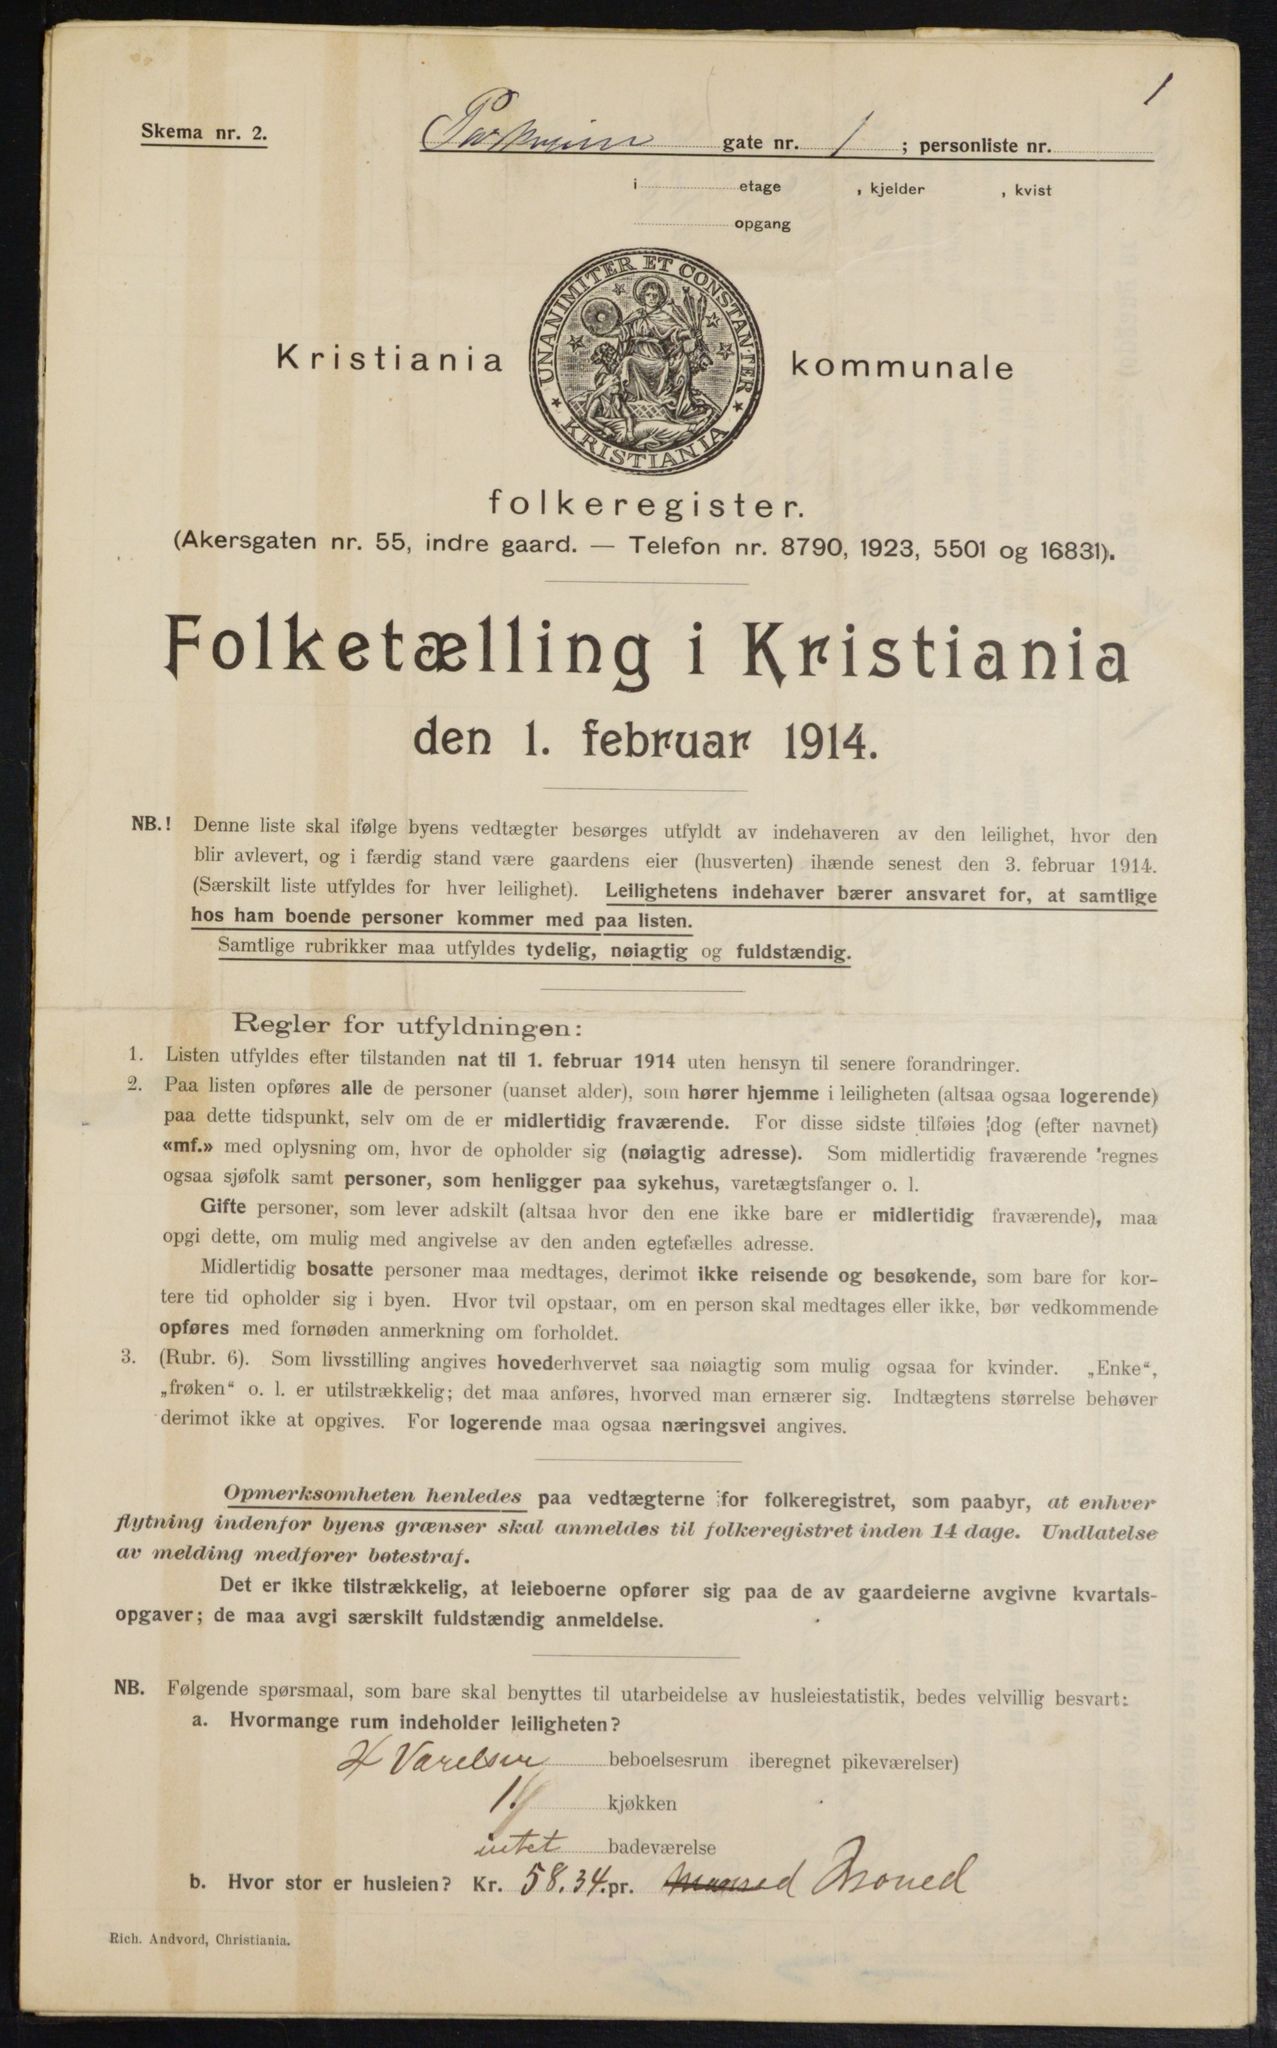 1
Skema nr. 2.
Parkveien gate nr. 1 ; personliste nr.
i etage , kjelder , kvist
opgang
UNANIMITER ET CONSTANTER
KRISTIANIA
Kristiania kommunale
folkeregister.
(Akersgaten nr. 55, indre gaard. — Telefon nr. 8790, 1923, 5501 og 16831).
Folketælling i Kristiania
den 1. februar 1914.
NB.! Denne liste skal ifølge byens vedtægter besørges utfyldt av indehaveren av den leilighet, hvor den
blir avlevert, og i færdig stand være gaardens eier (husverten) ihænde senest den 3. februar 1914.
(Særskilt liste utfyldes for hver leilighet). Leilighetens indehaver bærer ansvaret for, at samtlige
hos ham boende personer kommer med paa listen.
Samtlige rubrikker maa utfyldes tydelig, nøiagtig og fuldstændig.
Regler for utfyldningen:
1. Listen utfyldes efter tilstanden nat til 1. februar 1914 uten hensyn til senere forandringer.
2. Paa listen opføres alle de personer (uanset alder), som hører hjemme i leiligheten (altsaa ogsaa logerende)
paa dette tidspunkt, selv om de er midlertidig fraværende. For disse sidste tilføies dog (efter navnet)
«mf.» med oplysning om, hvor de opholder sig (nøiagtig adresse). Som midlertidig fraværende regnes
ogsaa sjøfolk samt personer, som henligger paa sykehus, varetægtsfanger o. l.
Gifte personer, som lever adskilt (altsaa hvor den ene ikke bare er midlertidig fraværende), maa
opgi dette, om mulig med angivelse av den anden egtefælles adresse.
Midlertidig bosatte personer maa medtages, derimot ikke reisende og besøkende, som bare for kor-
tere tid opholder sig i byen. Hvor tvil opstaar, om en person skal medtages eller ikke, bør vedkommende
opføres med fornøden anmerkning om forholdet.
3. (Rubr. 6). Som livsstilling angives hovederhvervet saa nøiagtig som mulig ogsaa for kvinder. „Enke“,
„frøken“ o. l. er utilstrækkelig; det maa anføres, hvorved man ernærer sig. Indtægtens størrelse behøver
derimot ikke at opgives. For logerende maa ogsaa næringsvei angives.
Opmerksomheten henledes paa vedtægterne for folkeregistret, som paabyr, at enhver
flytning indenfor byens grænser skal anmeldes til folkeregistret inden 14 dage. Undlatelse
av melding medfører bøtestraf.
Det er ikke tilstrækkelig, at leieboerne opfører sig paa de av gaardeierne avgivne kvartals-
opgaver; de maa avgi særskilt fuldstændig anmeldelse.
NB. Følgende spørsmaal, som bare skal benyttes til utarbeidelse av husleiestatistik, bedes velvillig besvart:
a. Hvormange rum indeholder leiligheten?
4 Værelser beboelsesrum iberegnet pikeværelser)
1 kjøkken
intet badeværelse
b. Hvor stor er husleien? Kr. 58.34. pr. Moned
Rich. Andvord, Christiania.